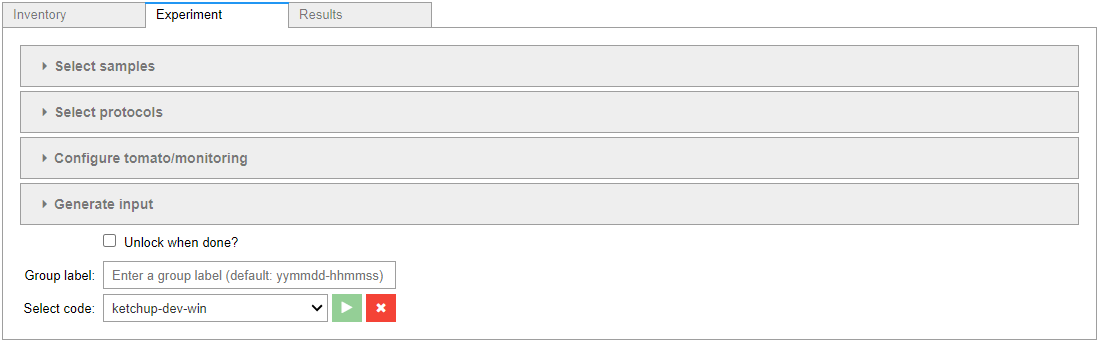 Inventory
Experiment
Results
Select samples
Select protocols
Configure tomato/monitoring
Generate input
Unlock when done?
Group label: Enter a group label (default: yymmdd-hhmmss)
Select code: ketchup-dev-win